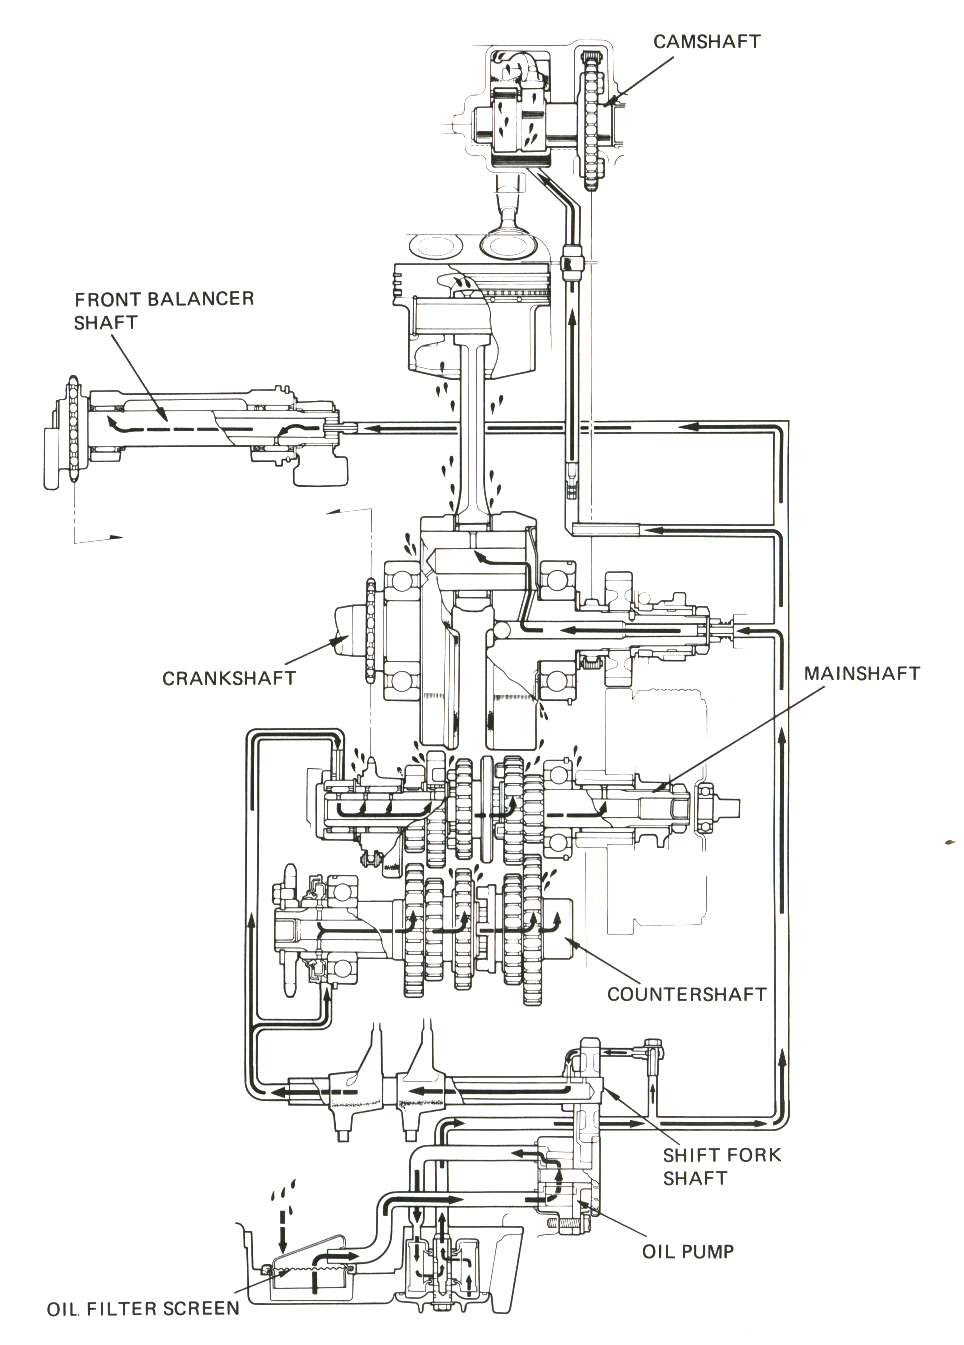 CAMSHAFT
FRONT BALANCER
SHAFT
CRANKSHAFT
MAINSHAFT
COUNTERSHAFT
SHIFT FORK
SHAFT
OIL PUMP
OIL FILTER SCREEN